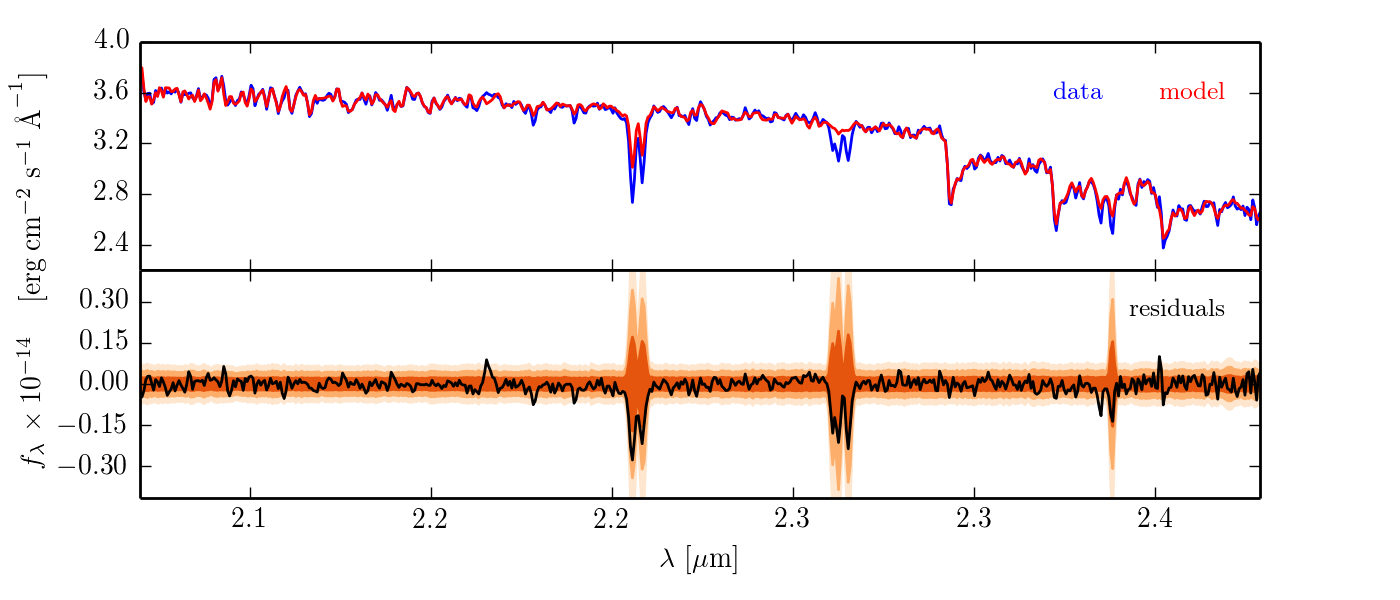 4.0
3.6
3.2
2.8
2.4
data model
0.30
0.15
0.00
−0.15
−0.30
residuals
f_λ × 10^−14 [erg cm^−2 s^−1 Å^−1]
2.1 2.2 2.2 2.3 2.3 2.4
λ [μm]